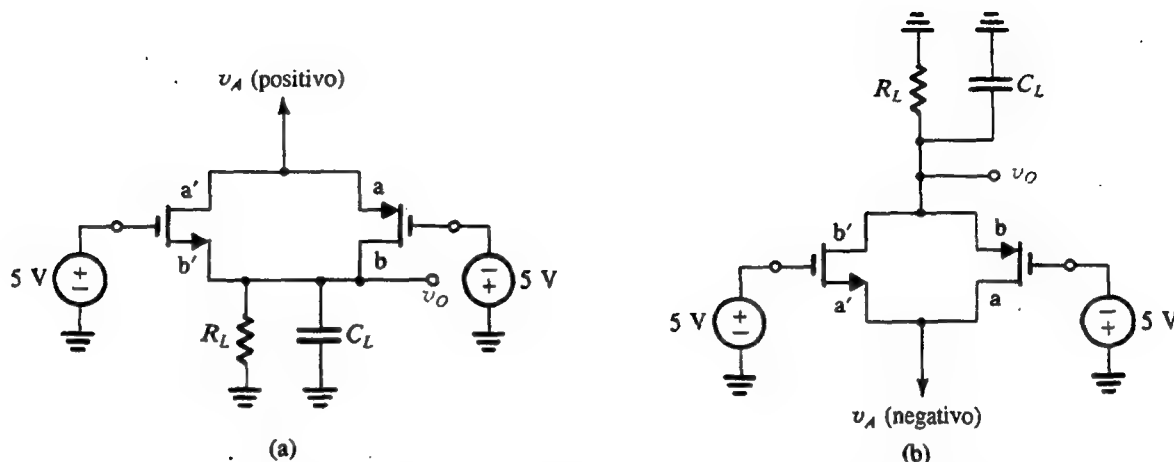 v_A (positivo)
a′
a
b′
b
5 V
+
−
−
+
5 V
v_O
R_L
C_L
(a)
R_L
C_L
v_O
b′
b
a′
a
5 V
+
−
−
+
5 V
v_A (negativo)
(b)